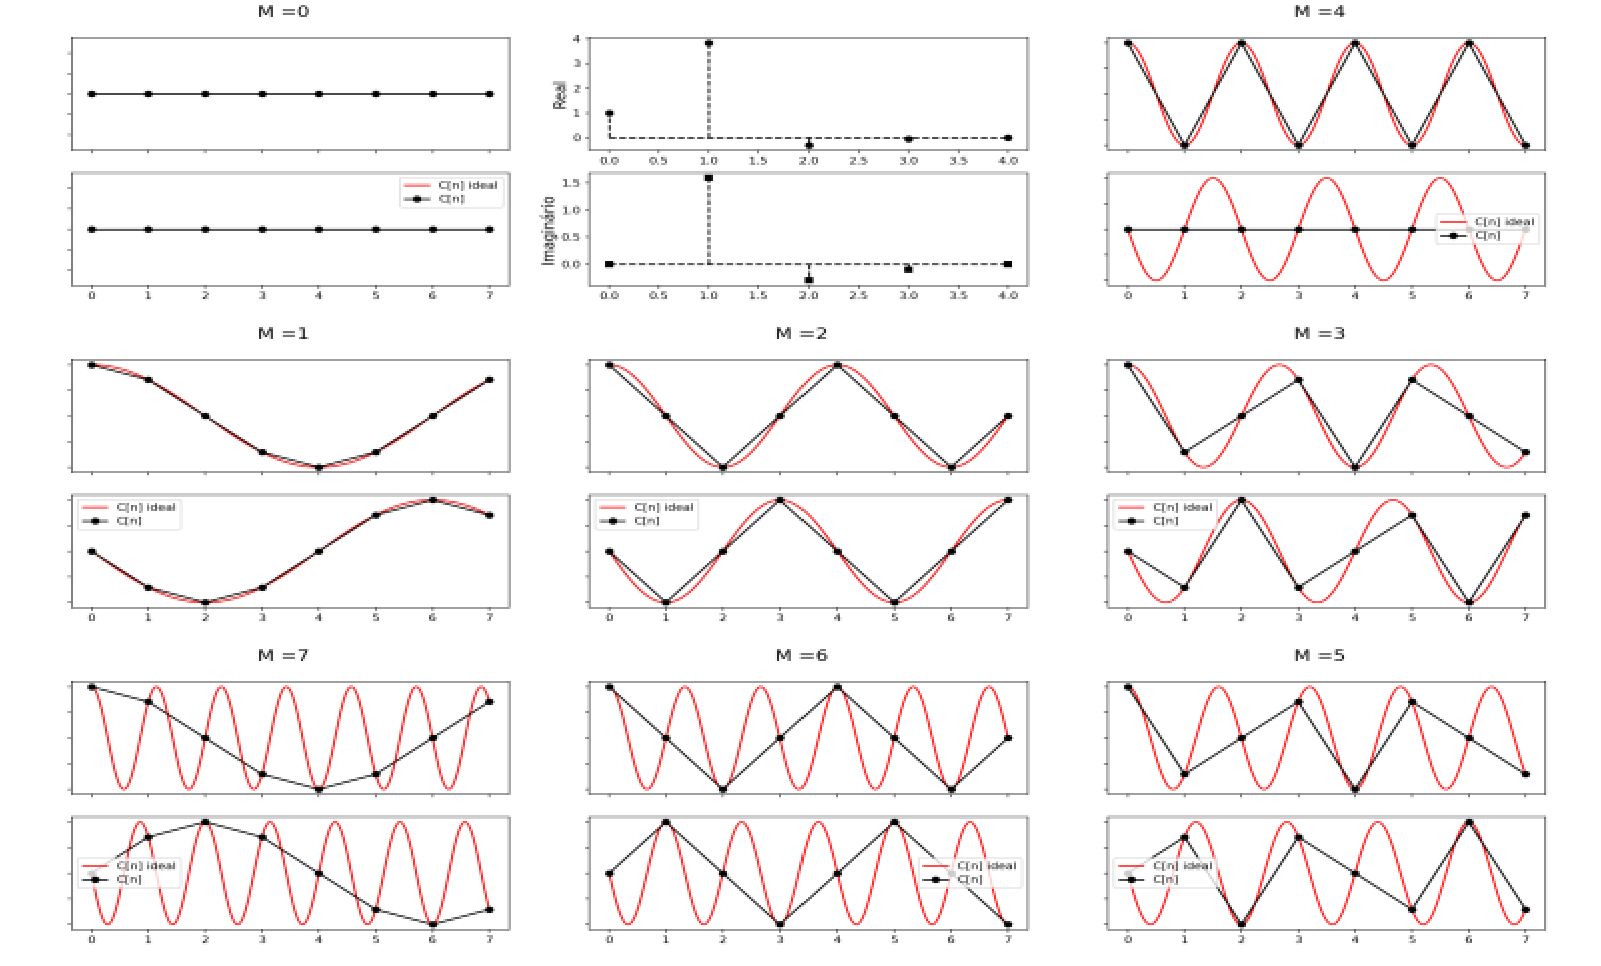 M =0
M =4
4
3
2
1
0
Real
0.0 0.5 1.0 1.5 2.0 2.5 3.0 3.5 4.0
C[n] ideal
C[n]
1.5
1.0
0.5
0.0
Imaginário
C[n] ideal
C[n]
0 1 2 3 4 5 6 7
0.0 0.5 1.0 1.5 2.0 2.5 3.0 3.5 4.0
0 1 2 3 4 5 6 7
M =1
M =2
M =3
C[n] ideal
C[n]
C[n] ideal
C[n]
C[n] ideal
C[n]
0 1 2 3 4 5 6 7
0 1 2 3 4 5 6 7
0 1 2 3 4 5 6 7
M =7
M =6
M =5
C[n] ideal
C[n]
C[n] ideal
C[n]
C[n] ideal
C[n]
0 1 2 3 4 5 6 7
0 1 2 3 4 5 6 7
0 1 2 3 4 5 6 7